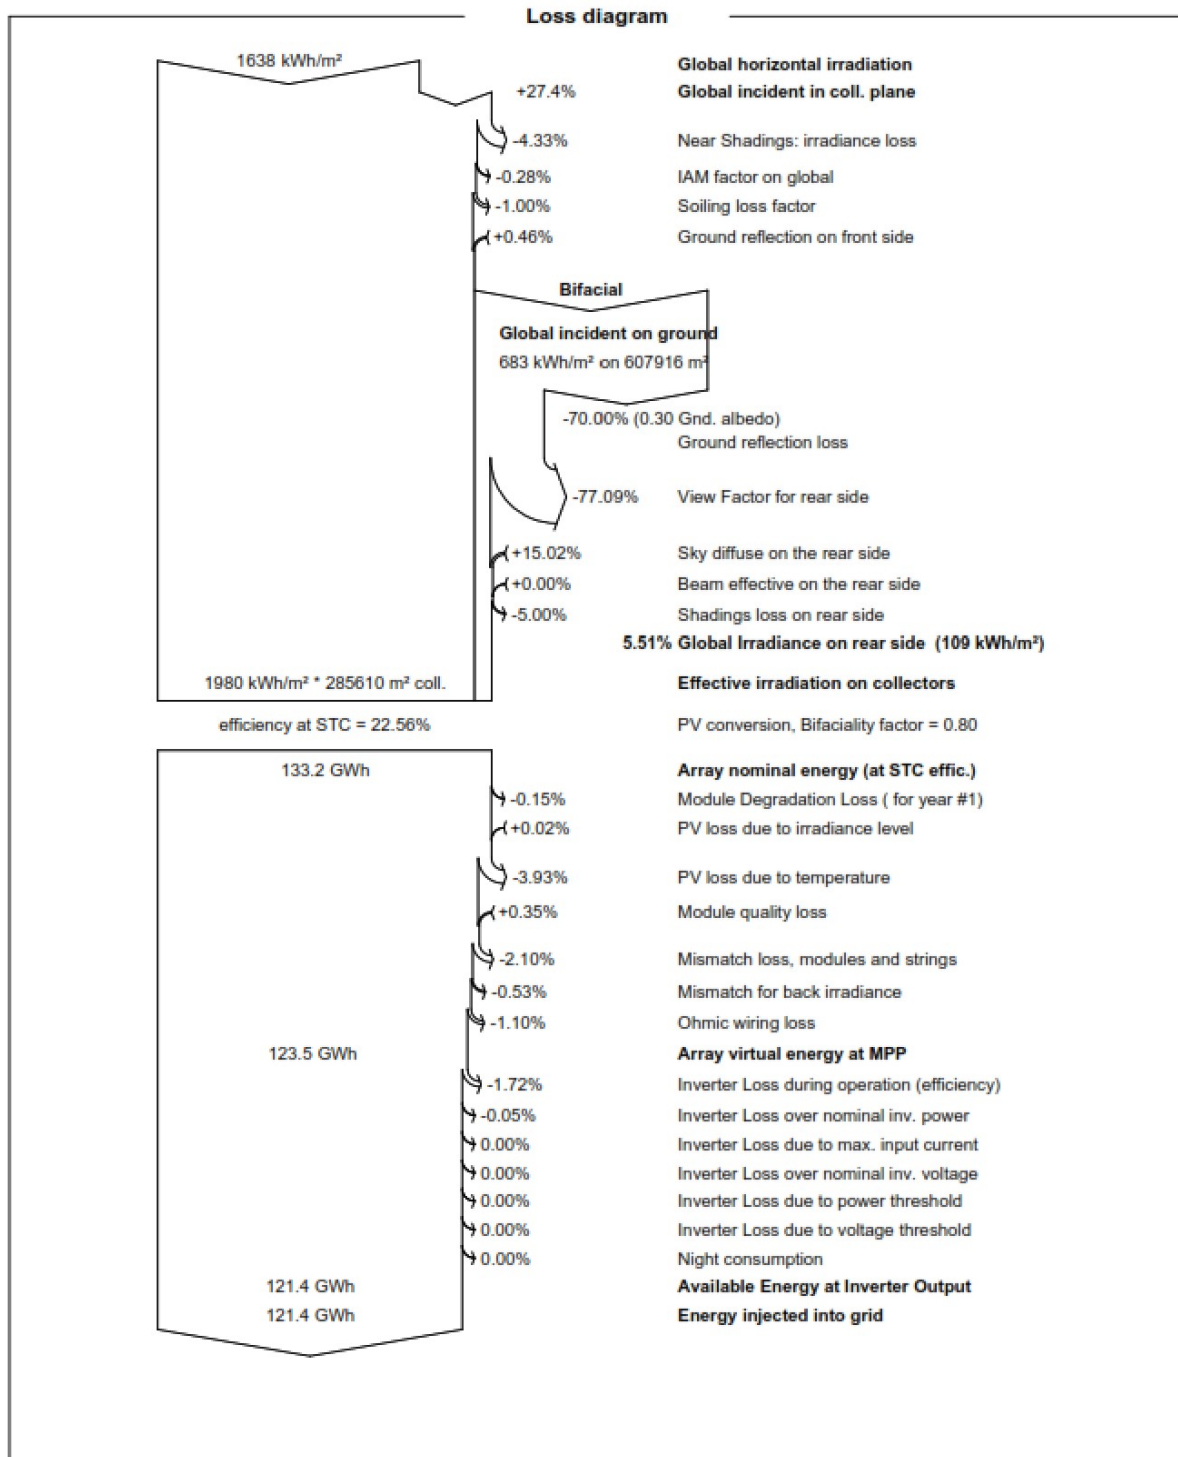 Loss diagram
1638 kWh/m² Global horizontal irradiation
+27.4% Global incident in coll. plane
-4.33% Near Shadings: irradiance loss
-0.28% IAM factor on global
-1.00% Soiling loss factor
+0.46% Ground reflection on front side
Bifacial
Global incident on ground
683 kWh/m² on 607916 m²
-70.00% (0.30 Gnd. albedo)
Ground reflection loss
-77.09% View Factor for rear side
+15.02% Sky diffuse on the rear side
+0.00% Beam effective on the rear side
-5.00% Shadings loss on rear side
5.51% Global Irradiance on rear side (109 kWh/m²)
1980 kWh/m² * 285610 m² coll. Effective irradiation on collectors
efficiency at STC = 22.56% PV conversion, Bifaciality factor = 0.80
133.2 GWh Array nominal energy (at STC effic.)
-0.15% Module Degradation Loss ( for year #1)
+0.02% PV loss due to irradiance level
-3.93% PV loss due to temperature
+0.35% Module quality loss
-2.10% Mismatch loss, modules and strings
-0.53% Mismatch for back irradiance
-1.10% Ohmic wiring loss
123.5 GWh Array virtual energy at MPP
-1.72% Inverter Loss during operation (efficiency)
-0.05% Inverter Loss over nominal inv. power
0.00% Inverter Loss due to max. input current
0.00% Inverter Loss over nominal inv. voltage
0.00% Inverter Loss due to power threshold
0.00% Inverter Loss due to voltage threshold
0.00% Night consumption
121.4 GWh Available Energy at Inverter Output
121.4 GWh Energy injected into grid